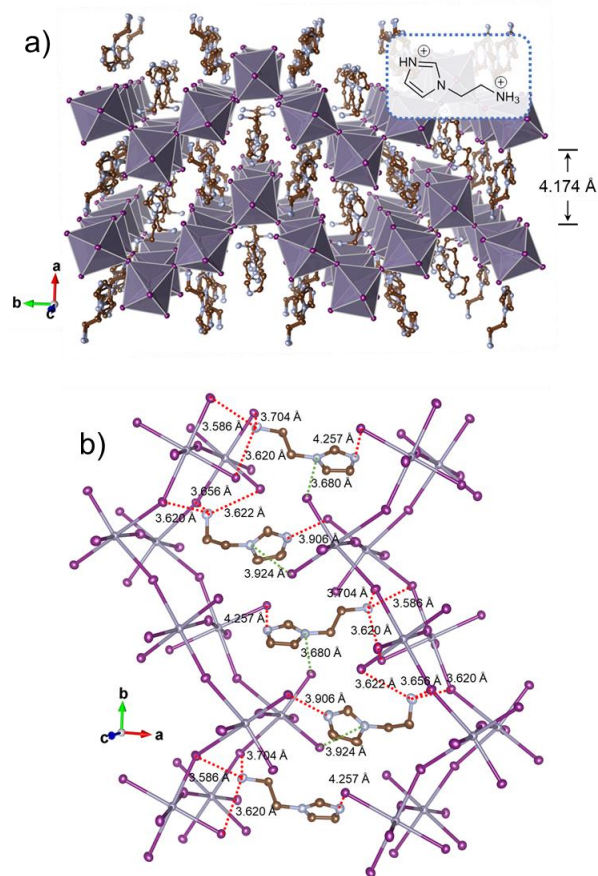 a)
HN
⊕
⊕
N
NH₃
4.174 Å
a
b
c
b)
3.586 Å
3.704 Å
4.257 Å
3.620 Å
3.680 Å
3.656 Å
3.620 Å
3.622 Å
3.906 Å
3.924 Å
3.704 Å
3.586 Å
4.257 Å
3.620 Å
3.680 Å
3.622 Å
3.656 Å
3.620 Å
3.906 Å
b
c
a
3.924 Å
3.704 Å
3.586 Å
4.257 Å
3.620 Å